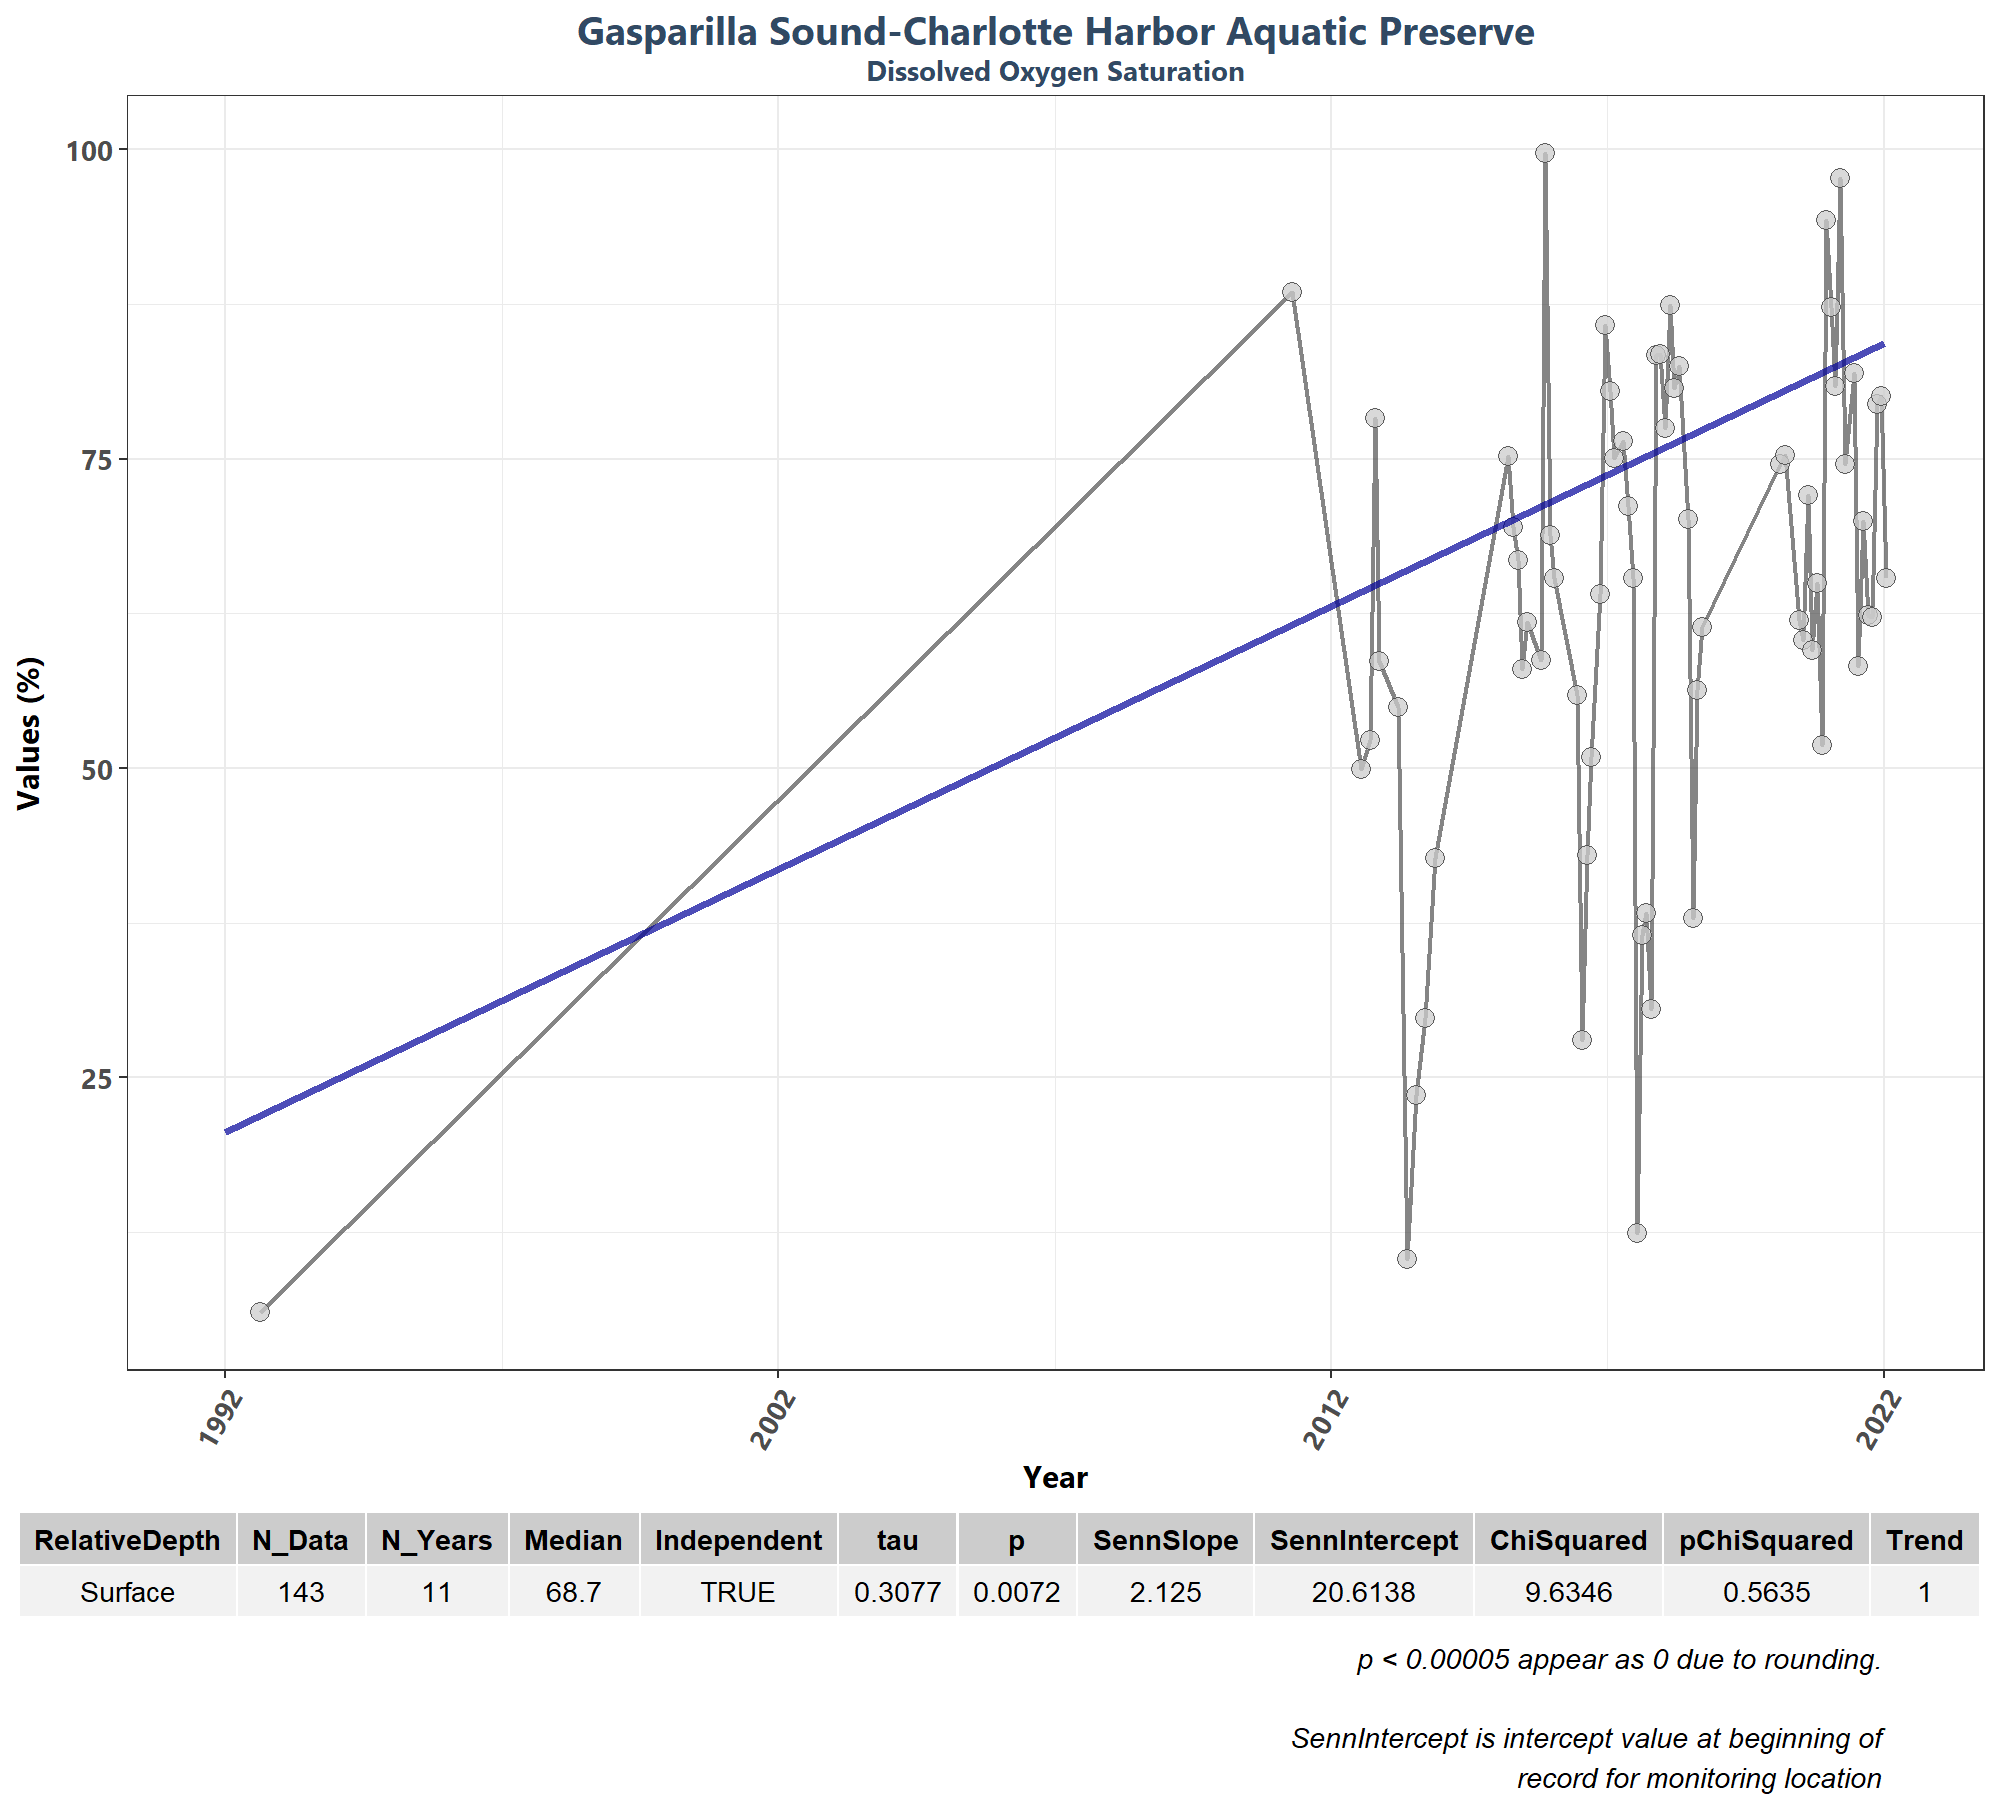 Gasparilla Sound-Charlotte Harbor Aquatic Preserve
Dissolved Oxygen Saturation
100
75
50
25
Values (%)
1992
2002
2012
2022
Year
RelativeDepth N_Data N_Years Median Independent tau p SennSlope SennIntercept ChiSquared pChiSquared Trend
Surface 143 11 68.7 TRUE 0.3077 0.0072 2.125 20.6138 9.6346 0.5635 1
p < 0.00005 appear as 0 due to rounding.
SennIntercept is intercept value at beginning of
record for monitoring location